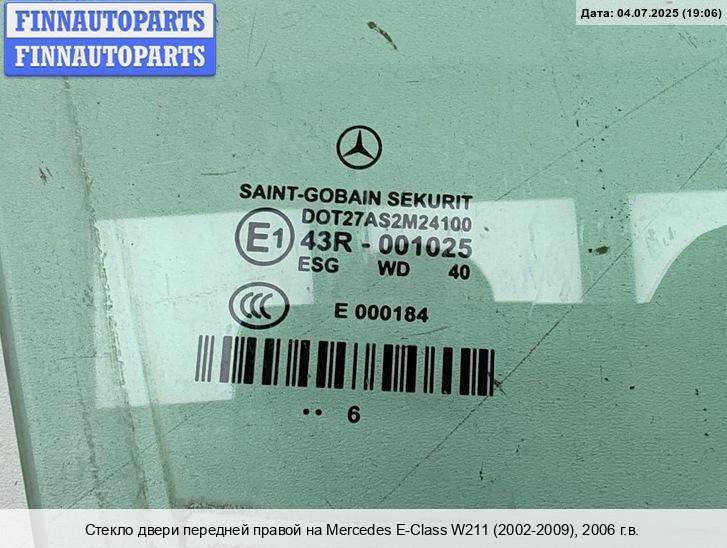 FINNAUTOPARTS
FINNAUTOPARTS
Дата: 04.07.2025 (19:06)
SAINT-GOBAIN SEKURIT
DOT27AS2M24100
E1 43R - 001025
ESG WD 40
CCC E 000184
•• 6
Стекло двери передней правой на Mercedes E-Class W211 (2002-2009), 2006 г.в.